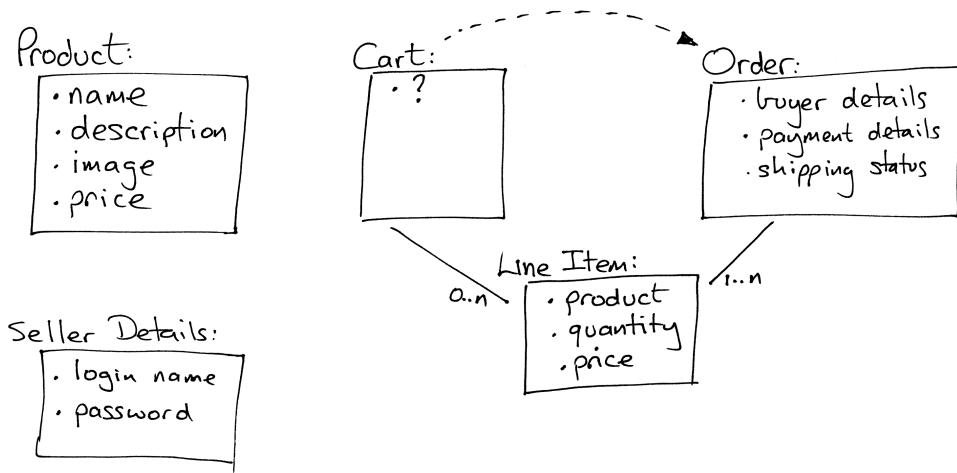 Product:
• name
• description
• image
• price
Cart:
• ?
Order:
• buyer details
• payment details
• shipping status
Line Item:
• product
• quantity
• price
0..n
1..n
Seller Details:
• login name
• password